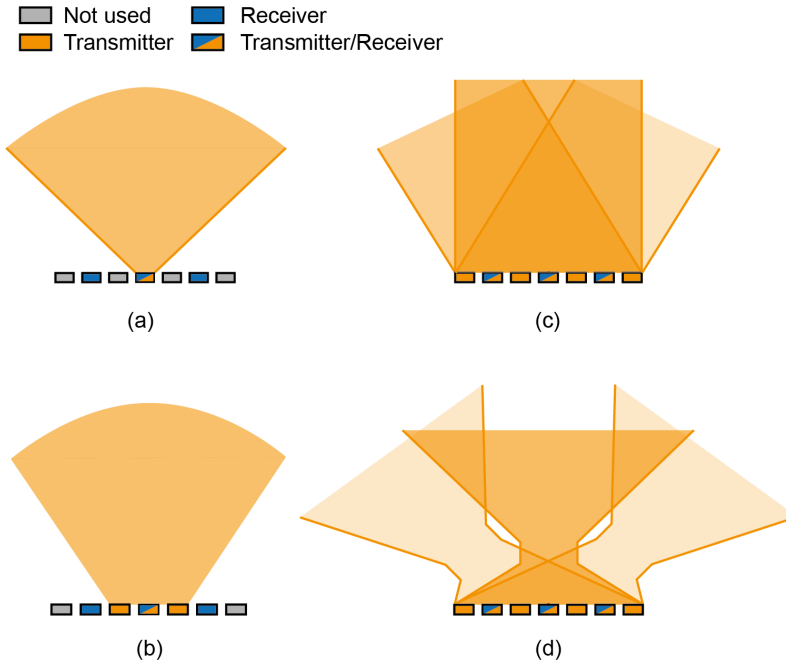 Not used Receiver
Transmitter Transmitter/Receiver
(a) (c)
(b) (d)